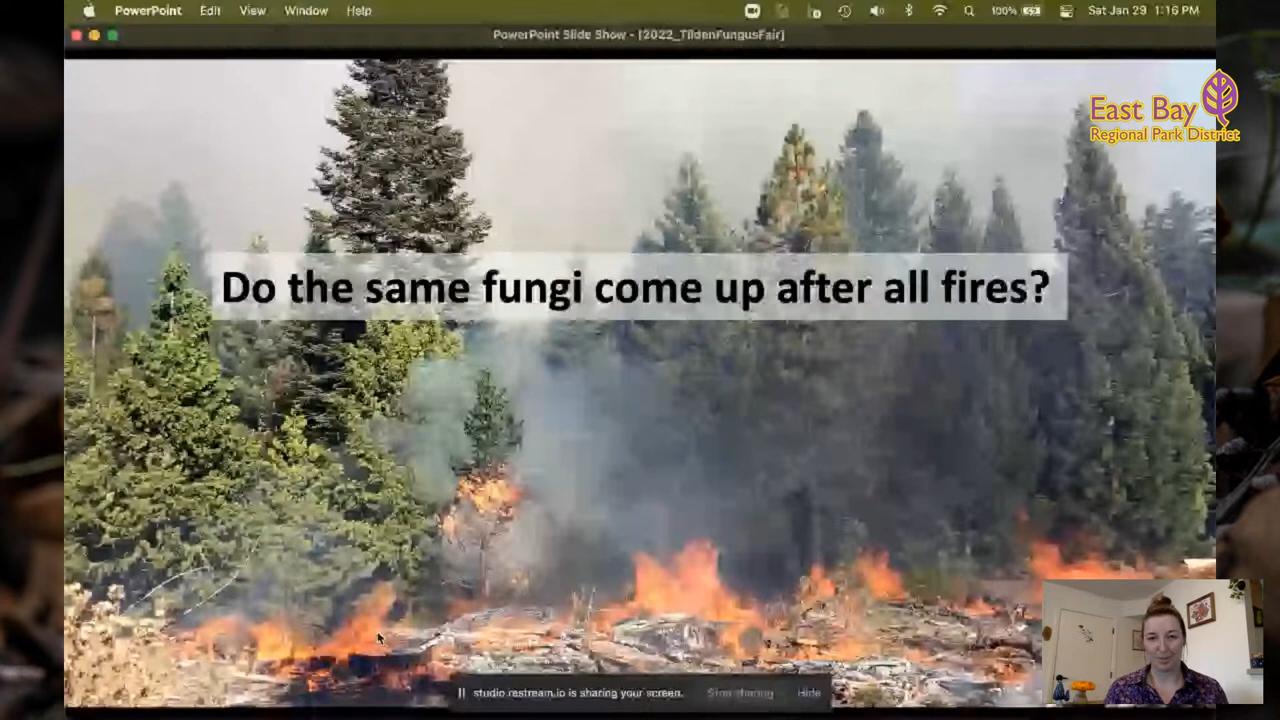 PowerPoint Edit View Window Help 100% Sat Jan 29 1:16 PM
PowerPoint Slide Show - [2022_TildenFungusFair]
East Bay
Regional Park District
Do the same fungi come up after all fires?
studio.restream.io is sharing your screen. Stop sharing Hide